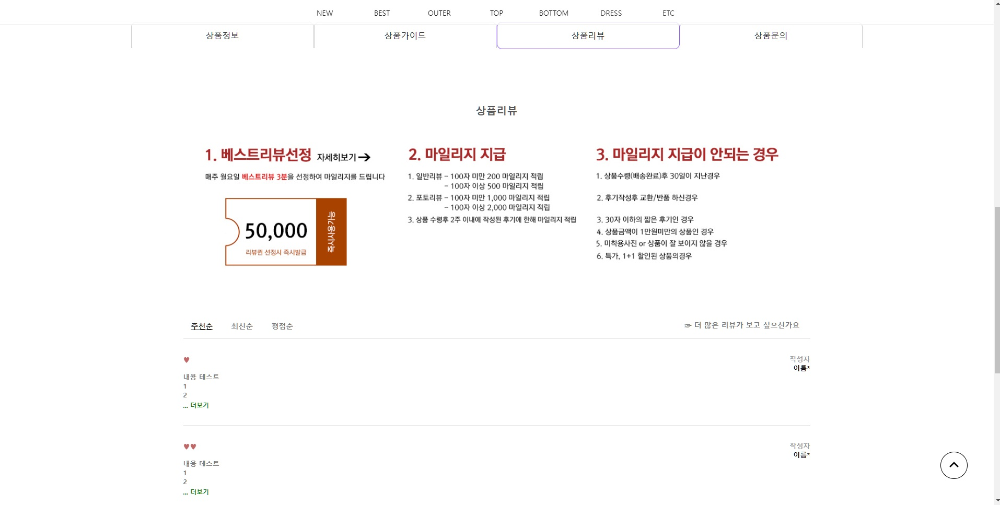 NEW BEST OUTER TOP BOTTOM DRESS ETC
상품정보 상품가이드 상품리뷰 상품문의
상품리뷰
1. 베스트리뷰선정 자세히보기 →
매주 월요일 베스트리뷰 3분을 선정하여 마일리지를 드립니다
50,000
리뷰퀸 선정시 즉시발급
즉시사용가능
2. 마일리지 지급
1. 일반리뷰 – 100자 미만 200 마일리지 적립
– 100자 이상 500 마일리지 적립
2. 포토리뷰 – 100자 미만 1,000 마일리지 적립
– 100자 이상 2,000 마일리지 적립
3. 상품 수령후 2주 이내에 작성된 후기에 한해 마일리지 적립
3. 마일리지 지급이 안되는 경우
1. 상품수령(배송완료)후 30일이 지난경우
2. 후기작성후 교환/반품 하신경우
3. 30자 이하의 짧은 후기인 경우
4. 상품금액이 1만원미만의 상품인 경우
5. 미착용사진 or 상품이 잘 보이지 않을 경우
6. 특가, 1+1 할인된 상품의경우
추천순 최신순 평점순 ☞ 더 많은 리뷰가 보고 싶으신가요
♥ 작성자
이름*
내용 테스트
1
2
... 더보기
♥♥ 작성자
이름*
내용 테스트
1
2
... 더보기